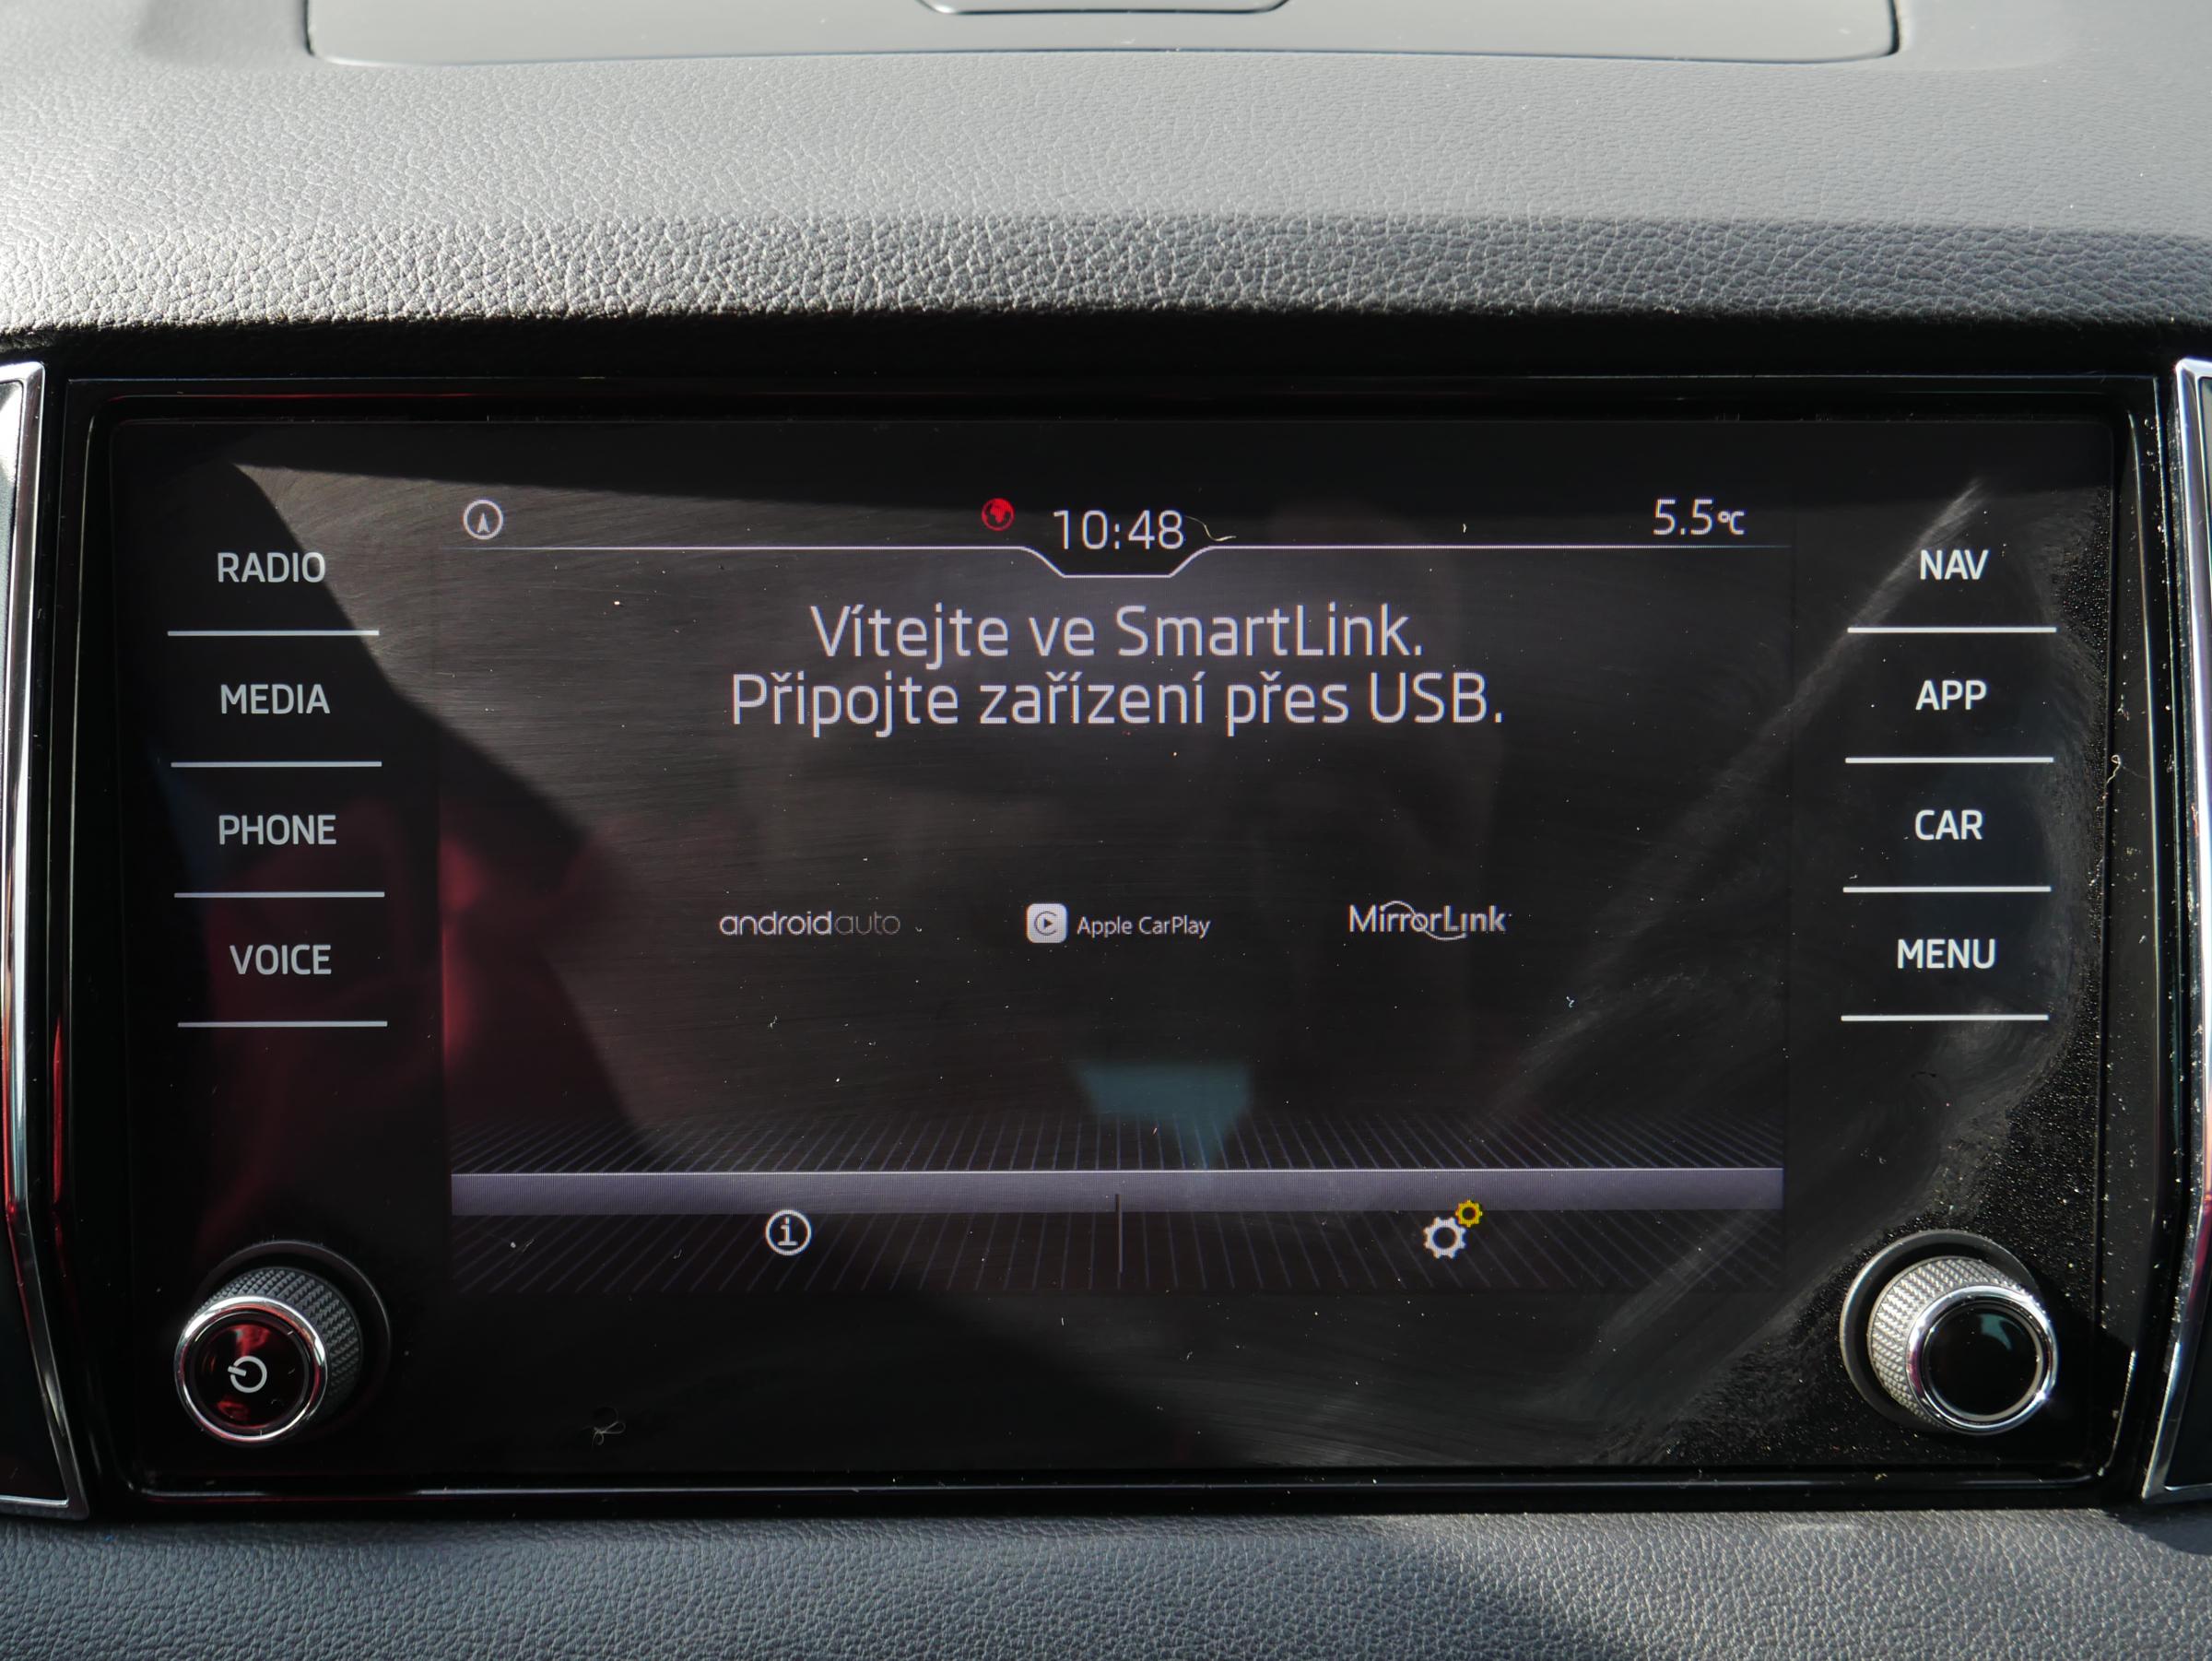 10:48
5.5°C
RADIO
MEDIA
PHONE
VOICE
Vítejte ve SmartLink.
Připojte zařízení přes USB.
androidauto
Apple CarPlay
MirrorLink
NAV
APP
CAR
MENU